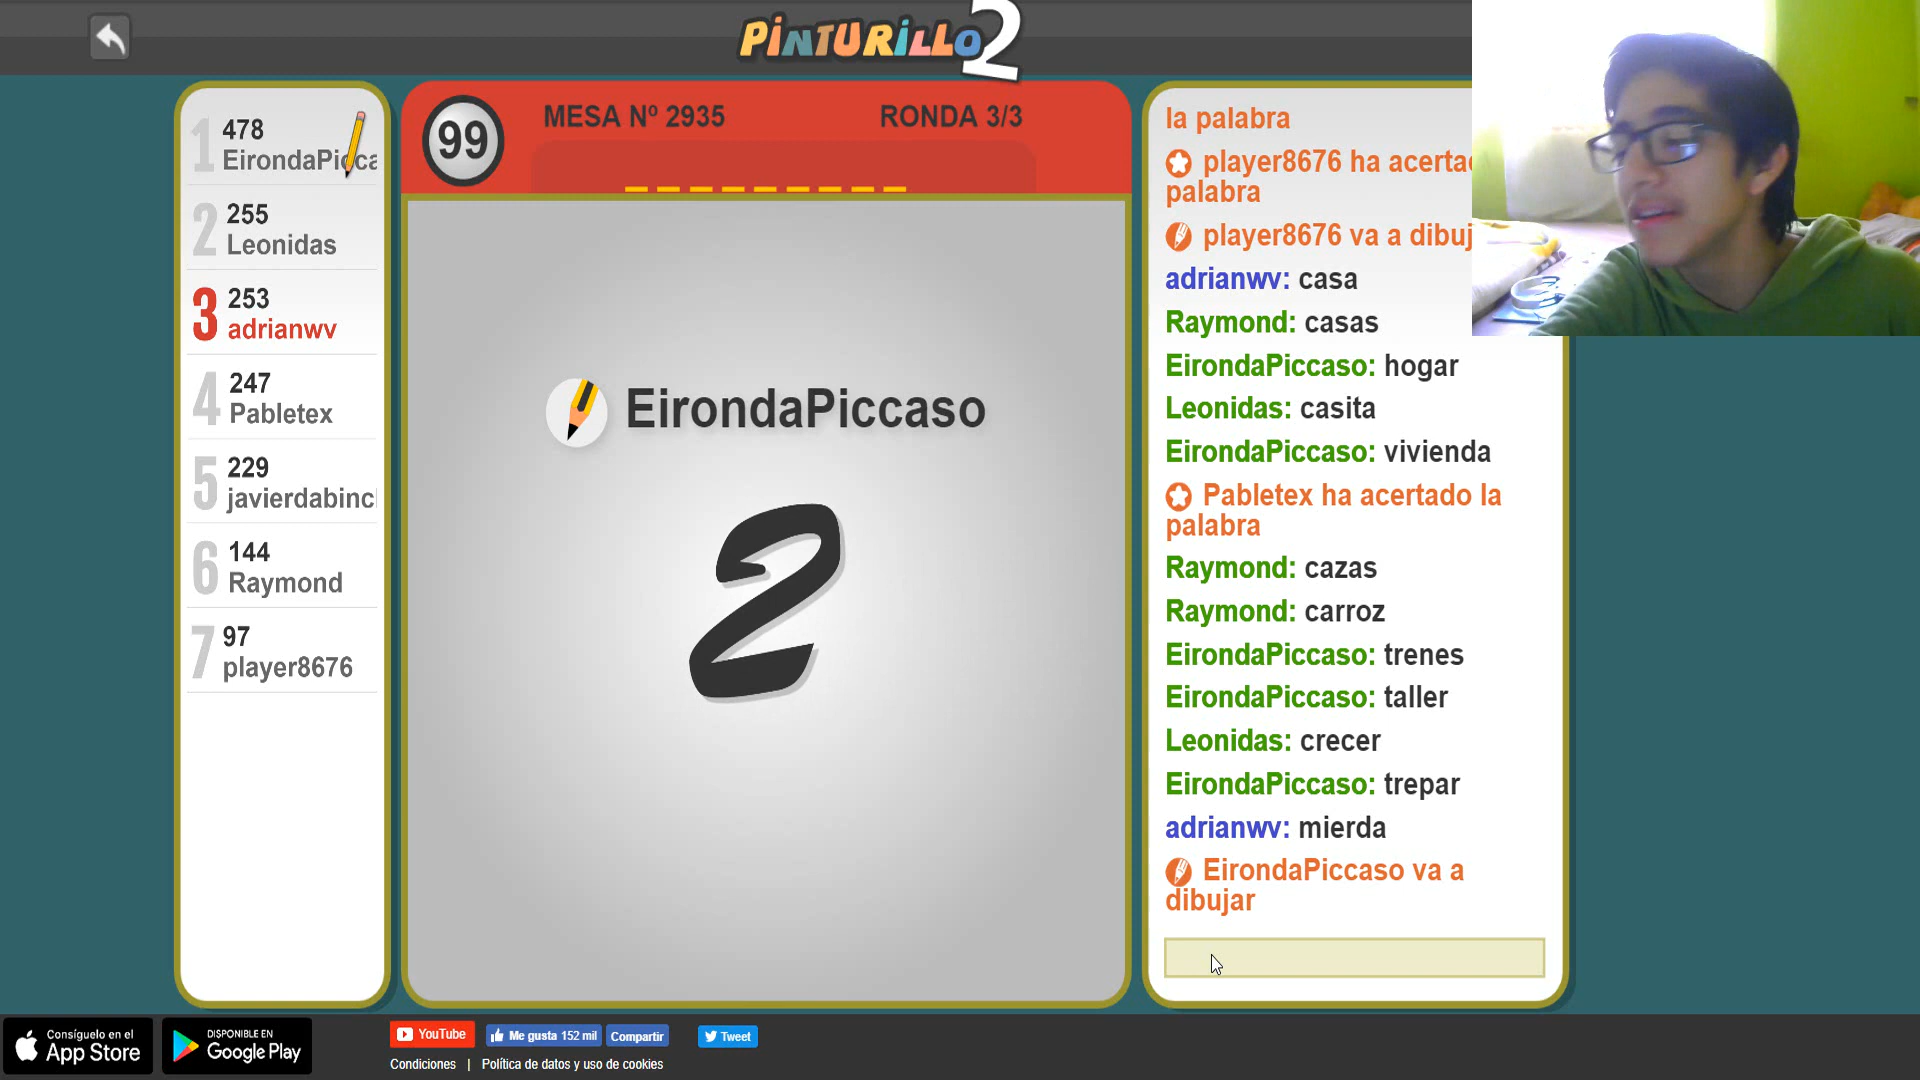 PINTURILLO 2
1 478
EirondaPicca
2 255
Leonidas
3 253
adrianwv
4 247
Pabletex
5 229
javierdabinc
6 144
Raymond
7 97
player8676
99
MESA Nº 2935
RONDA 3/3
_ _ _ _ _ _ _ _ _
EirondaPiccaso
2
la palabra
player8676 ha acertad
palabra
player8676 va a dibuj
adrianwv: casa
Raymond: casas
EirondaPiccaso: hogar
Leonidas: casita
EirondaPiccaso: vivienda
Pabletex ha acertado la
palabra
Raymond: cazas
Raymond: carroz
EirondaPiccaso: trenes
EirondaPiccaso: taller
Leonidas: crecer
EirondaPiccaso: trepar
adrianwv: mierda
EirondaPiccaso va a
dibujar
Consíguelo en el
App Store
DISPONIBLE EN
Google Play
YouTube
Me gusta 152 mil
Compartir
Tweet
Condiciones | Política de datos y uso de cookies